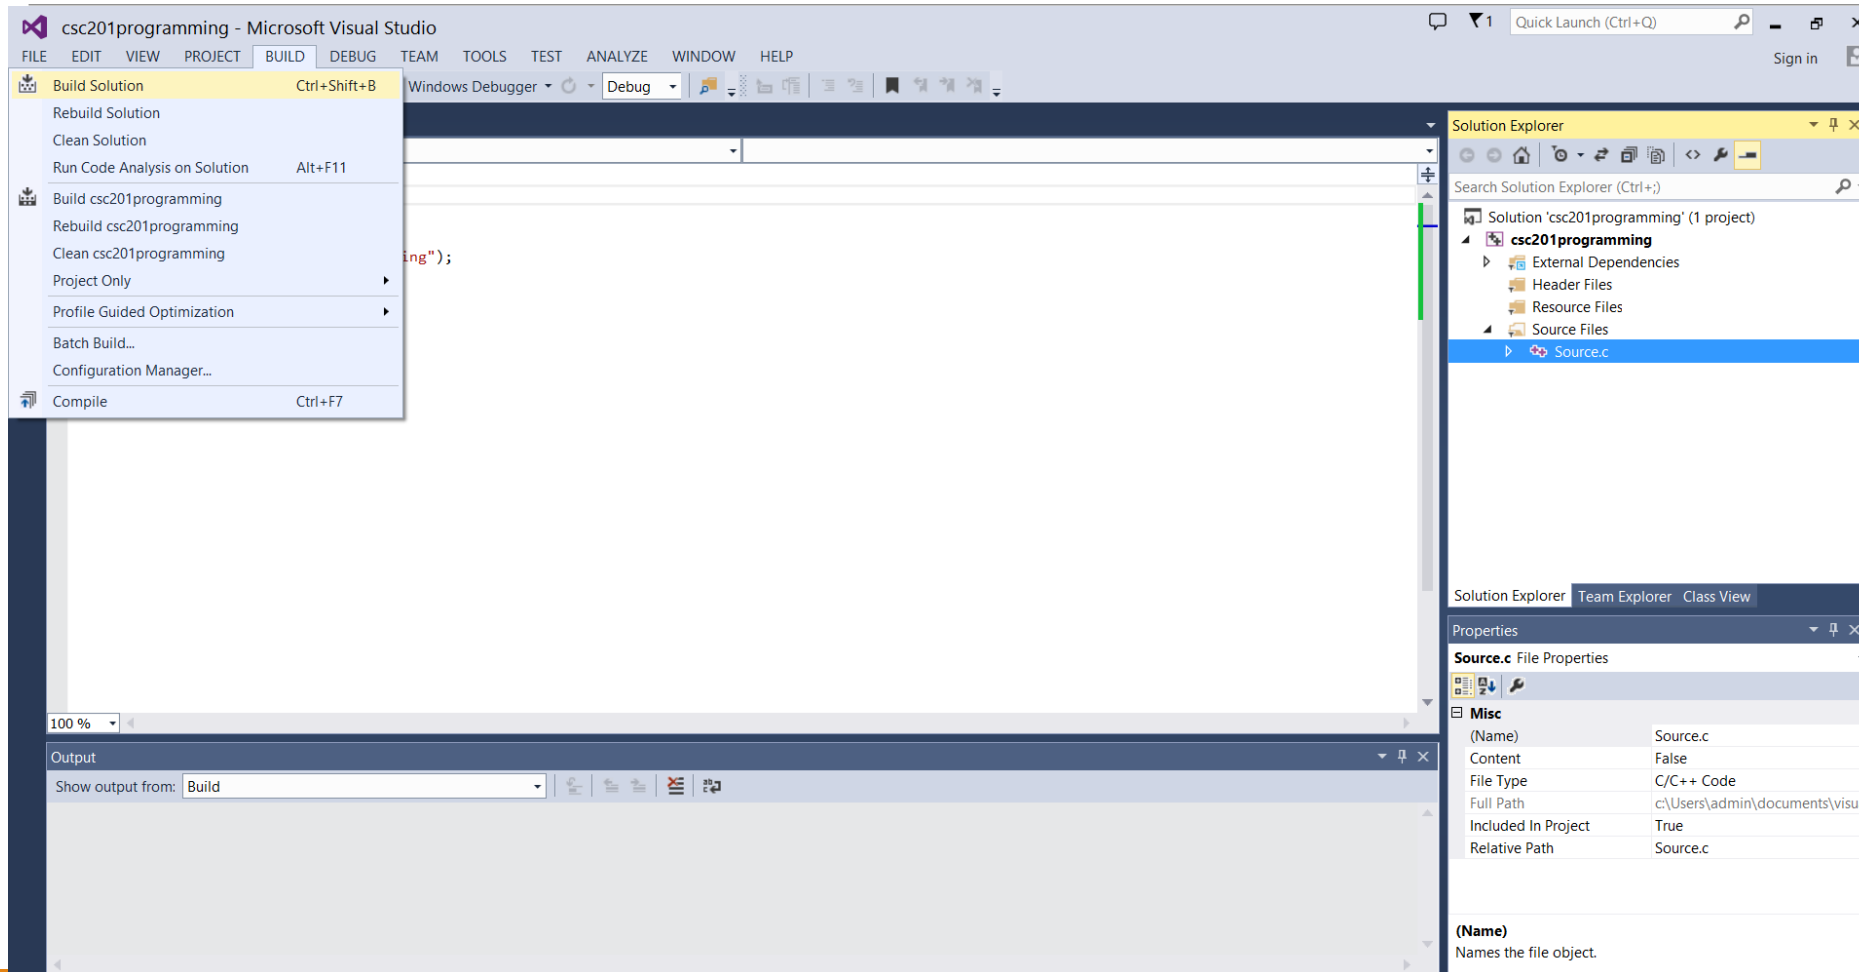 csc201programming - Microsoft Visual Studio
1
Quick Launch (Ctrl+Q)
FILE EDIT VIEW PROJECT BUILD DEBUG TEAM TOOLS TEST ANALYZE WINDOW HELP
Sign in
Build Solution Ctrl+Shift+B
Windows Debugger
Debug
Rebuild Solution
Clean Solution
Run Code Analysis on Solution Alt+F11
Build csc201programming
Rebuild csc201programming
Clean csc201programming
Project Only
Profile Guided Optimization
Batch Build...
Configuration Manager...
Compile Ctrl+F7
ing");
100 %
Output
Show output from: Build
Solution Explorer
Search Solution Explorer (Ctrl+;)
Solution 'csc201programming' (1 project)
csc201programming
External Dependencies
Header Files
Resource Files
Source Files
Source.c
Solution Explorer Team Explorer Class View
Properties
Source.c File Properties
Misc
(Name) Source.c
Content False
File Type C/C++ Code
Full Path c:\Users\admin\documents\visu
Included In Project True
Relative Path Source.c
(Name)
Names the file object.